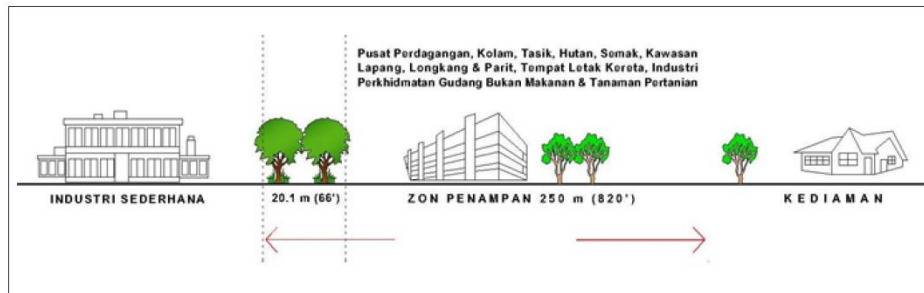 Pusat Perdagangan, Kolam, Tasik, Hutan, Semak, Kawasan
Lapang, Longkang & Parit, Tempat Letak Kereta, Industri
Perkhidmatan Gudang Bukan Makanan & Tanaman Pertanian
INDUSTRI SEDERHANA
20.1 m (66')
ZON PENAMPAN 250 m (820')
KEDIAMAN